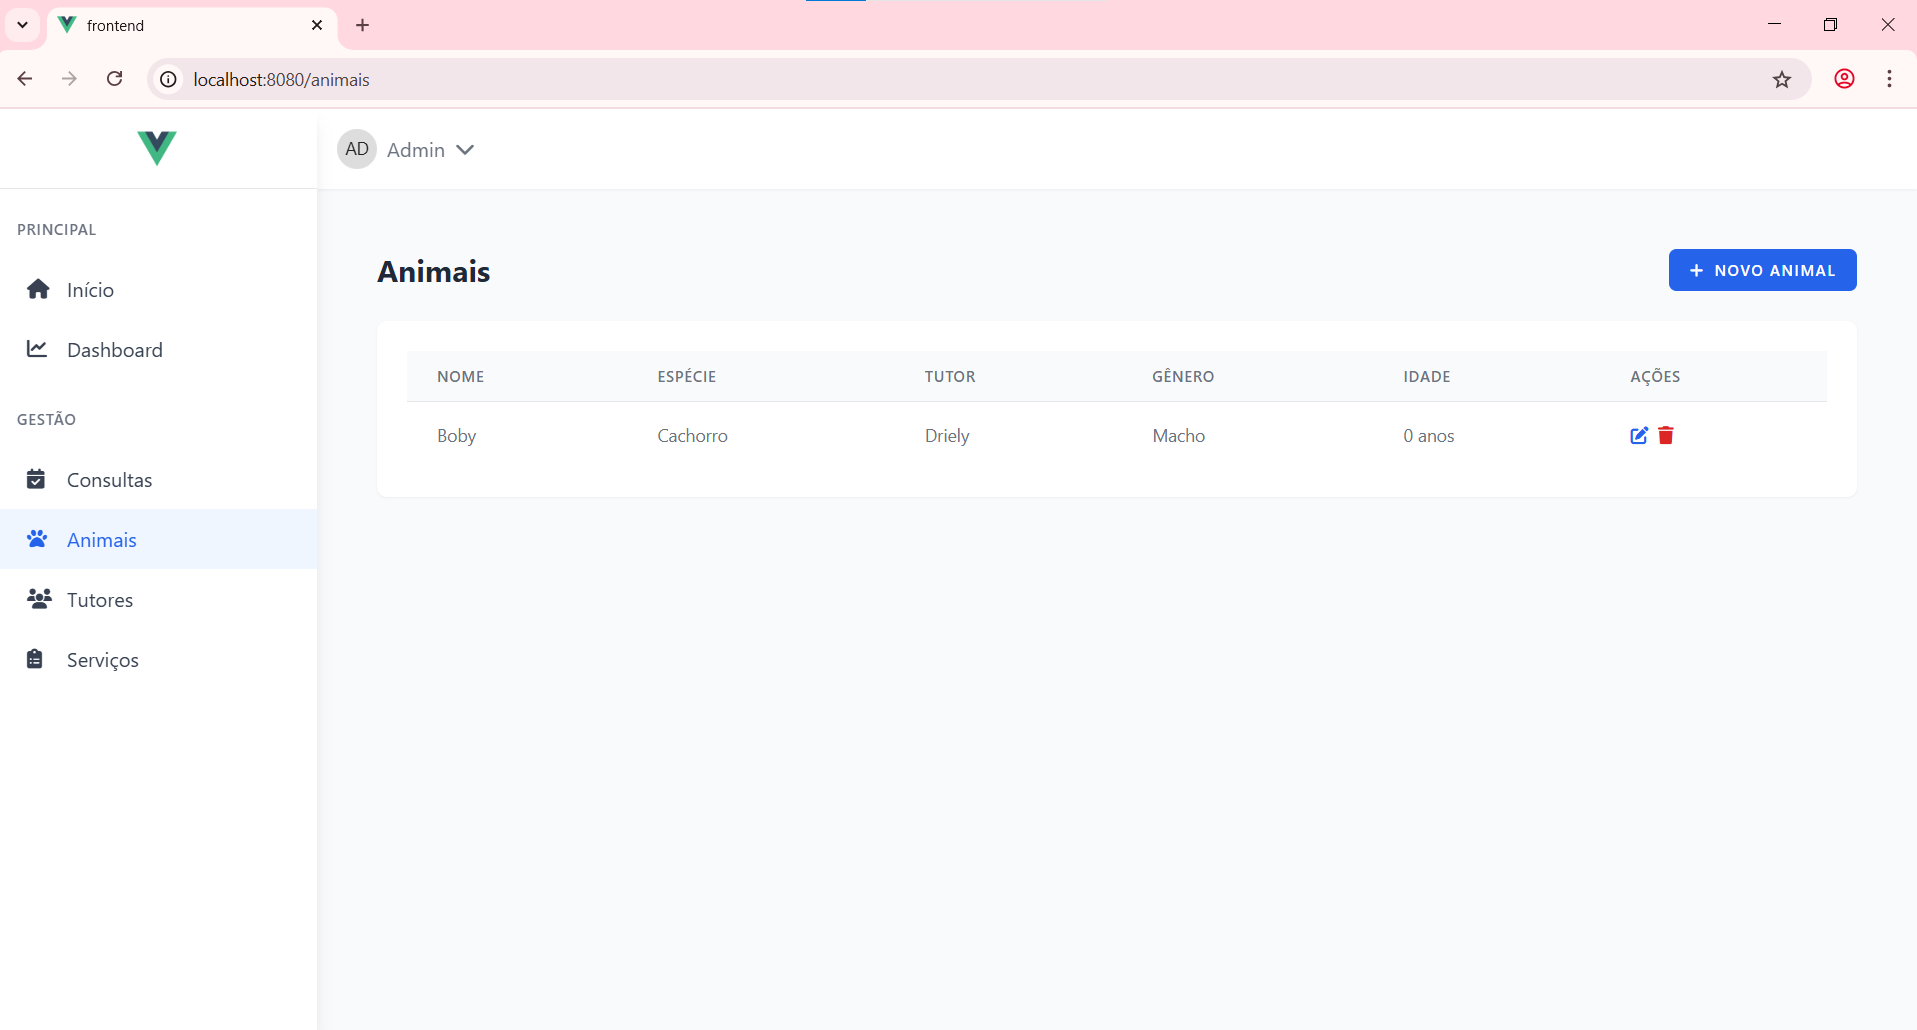 frontend
localhost:8080/animais
AD Admin
PRINCIPAL
Início
Dashboard
GESTÃO
Consultas
Animais
Tutores
Serviços
Animais
NOVO ANIMAL
NOME ESPÉCIE TUTOR GÊNERO IDADE AÇÕES
Boby Cachorro Driely Macho 0 anos